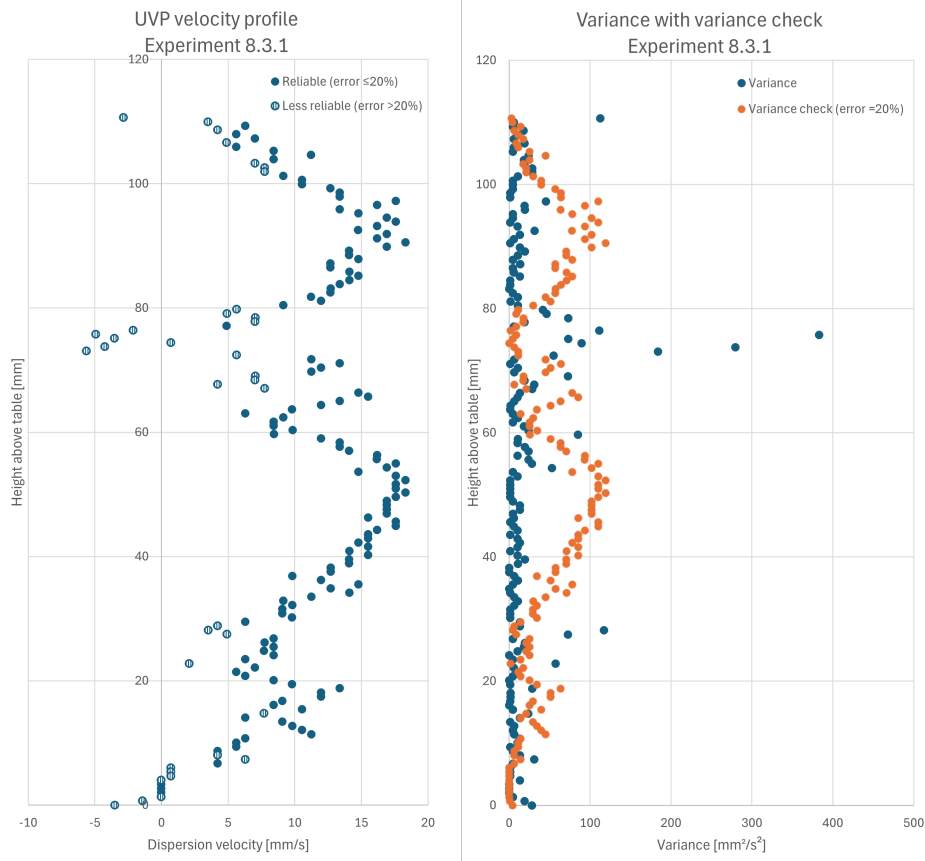 UVP velocity profile
Experiment 8.3.1
120
100
80
60
40
20
0
-10
-5
0
5
10
15
20
Height above table [mm]
Dispersion velocity [mm/s]
Reliable (error ≤20%)
Less reliable (error >20%)
Variance with variance check
Experiment 8.3.1
120
100
80
60
40
20
0
0
100
200
300
400
500
Height above table [mm]
Variance [mm²/s²]
Variance
Variance check (error =20%)